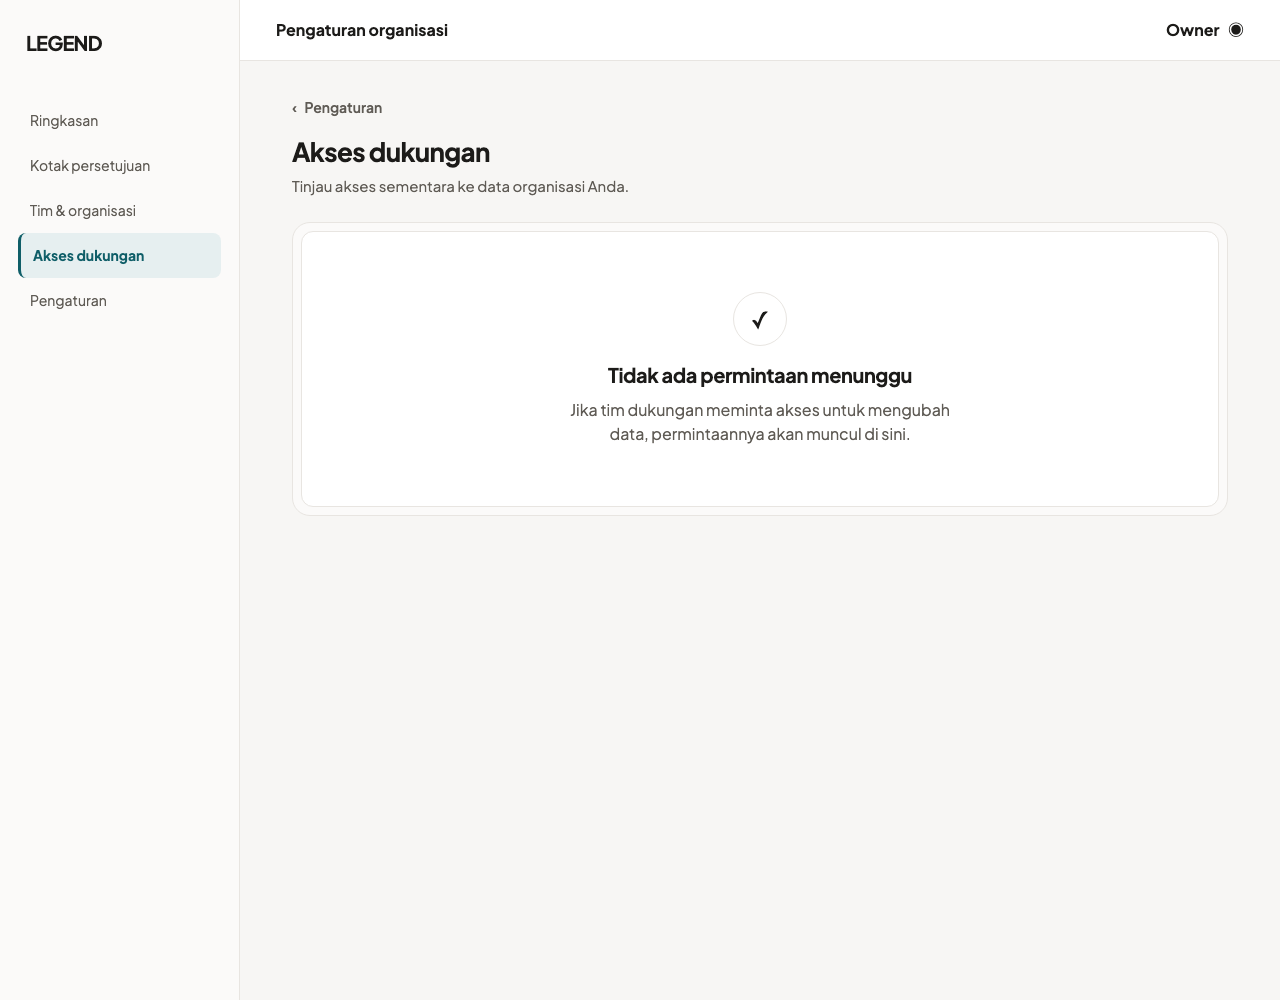 LEGEND
Ringkasan
Kotak persetujuan
Tim & organisasi
Akses dukungan
Pengaturan
Pengaturan organisasi
Owner
‹ Pengaturan
Akses dukungan
Tinjau akses sementara ke data organisasi Anda.
Tidak ada permintaan menunggu
Jika tim dukungan meminta akses untuk mengubah
data, permintaannya akan muncul di sini.